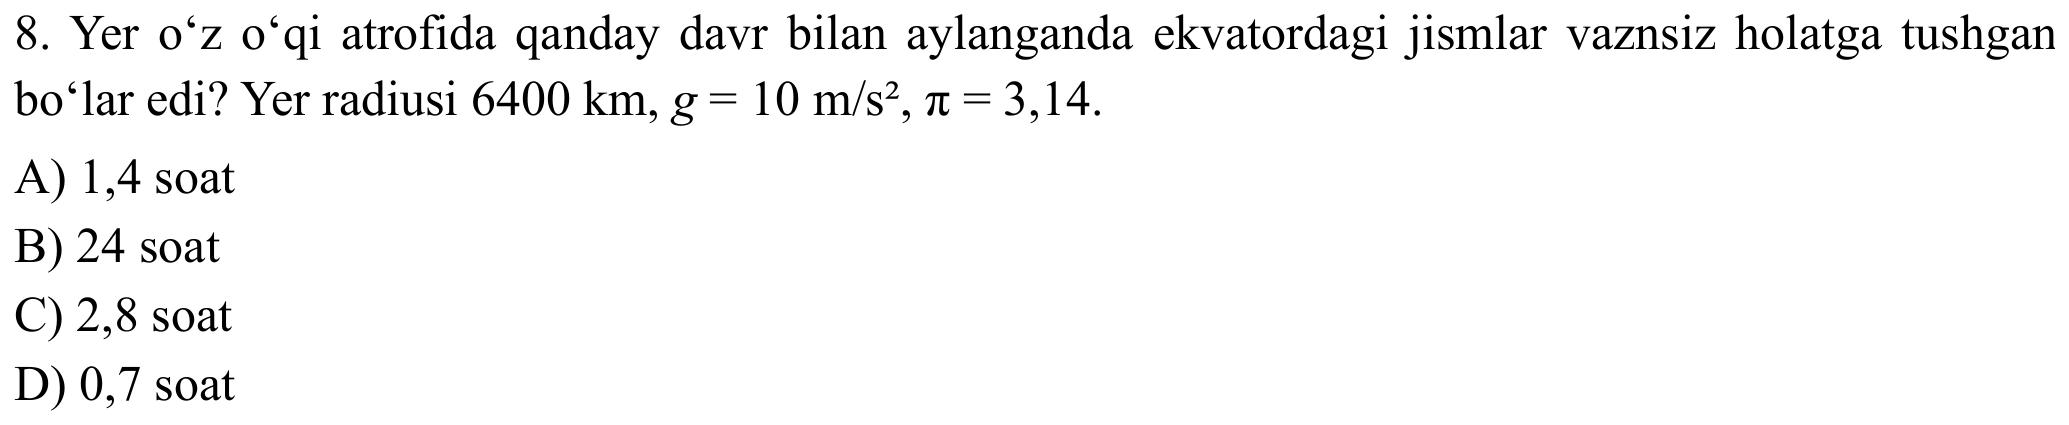 8. Yer o‘z o‘qi atrofida qanday davr bilan aylanganda ekvatordagi jismlar vaznsiz holatga tushgan
bo‘lar edi? Yer radiusi 6400 km, g = 10 m/s², π = 3,14.
A) 1,4 soat
B) 24 soat
C) 2,8 soat
D) 0,7 soat